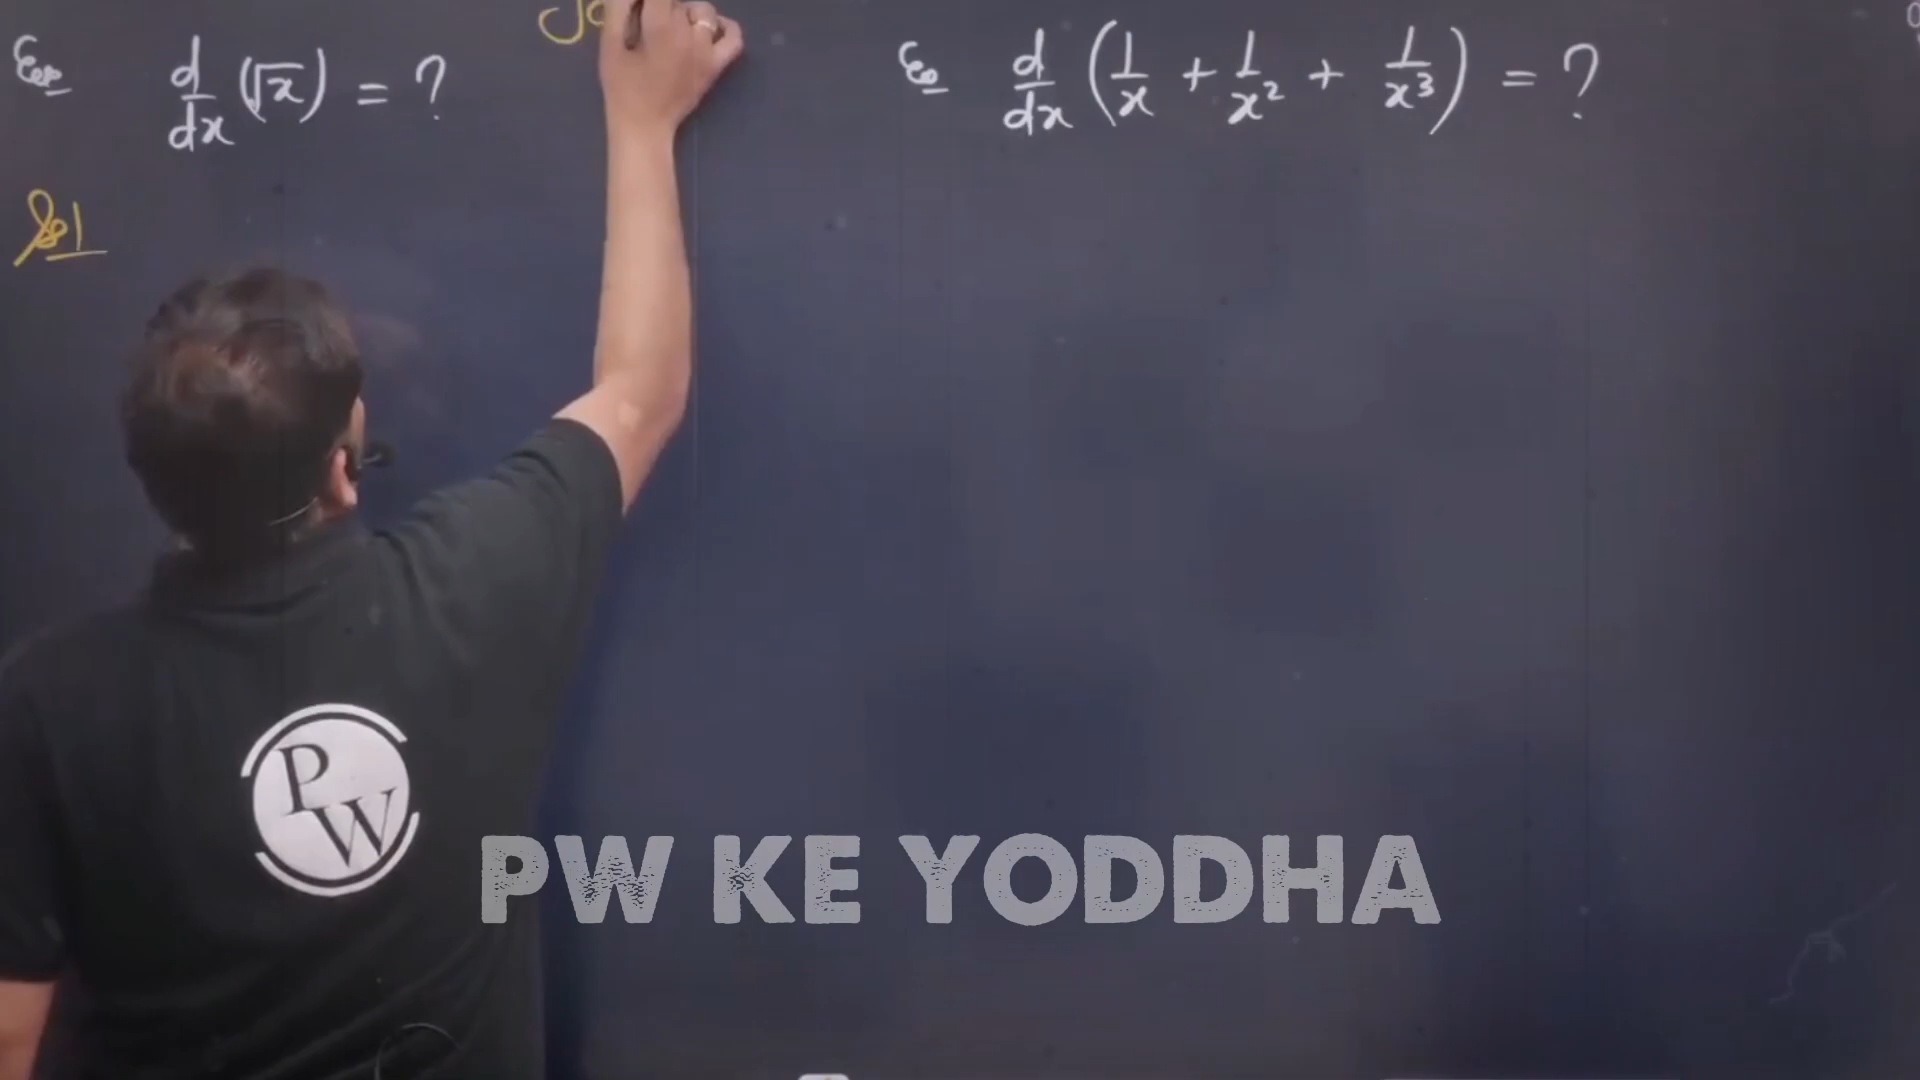 Ex d/dx (√x) = ?
Sol
Ex d/dx (1/x + 1/x² + 1/x³) = ?
PW
PW KE YODDHA